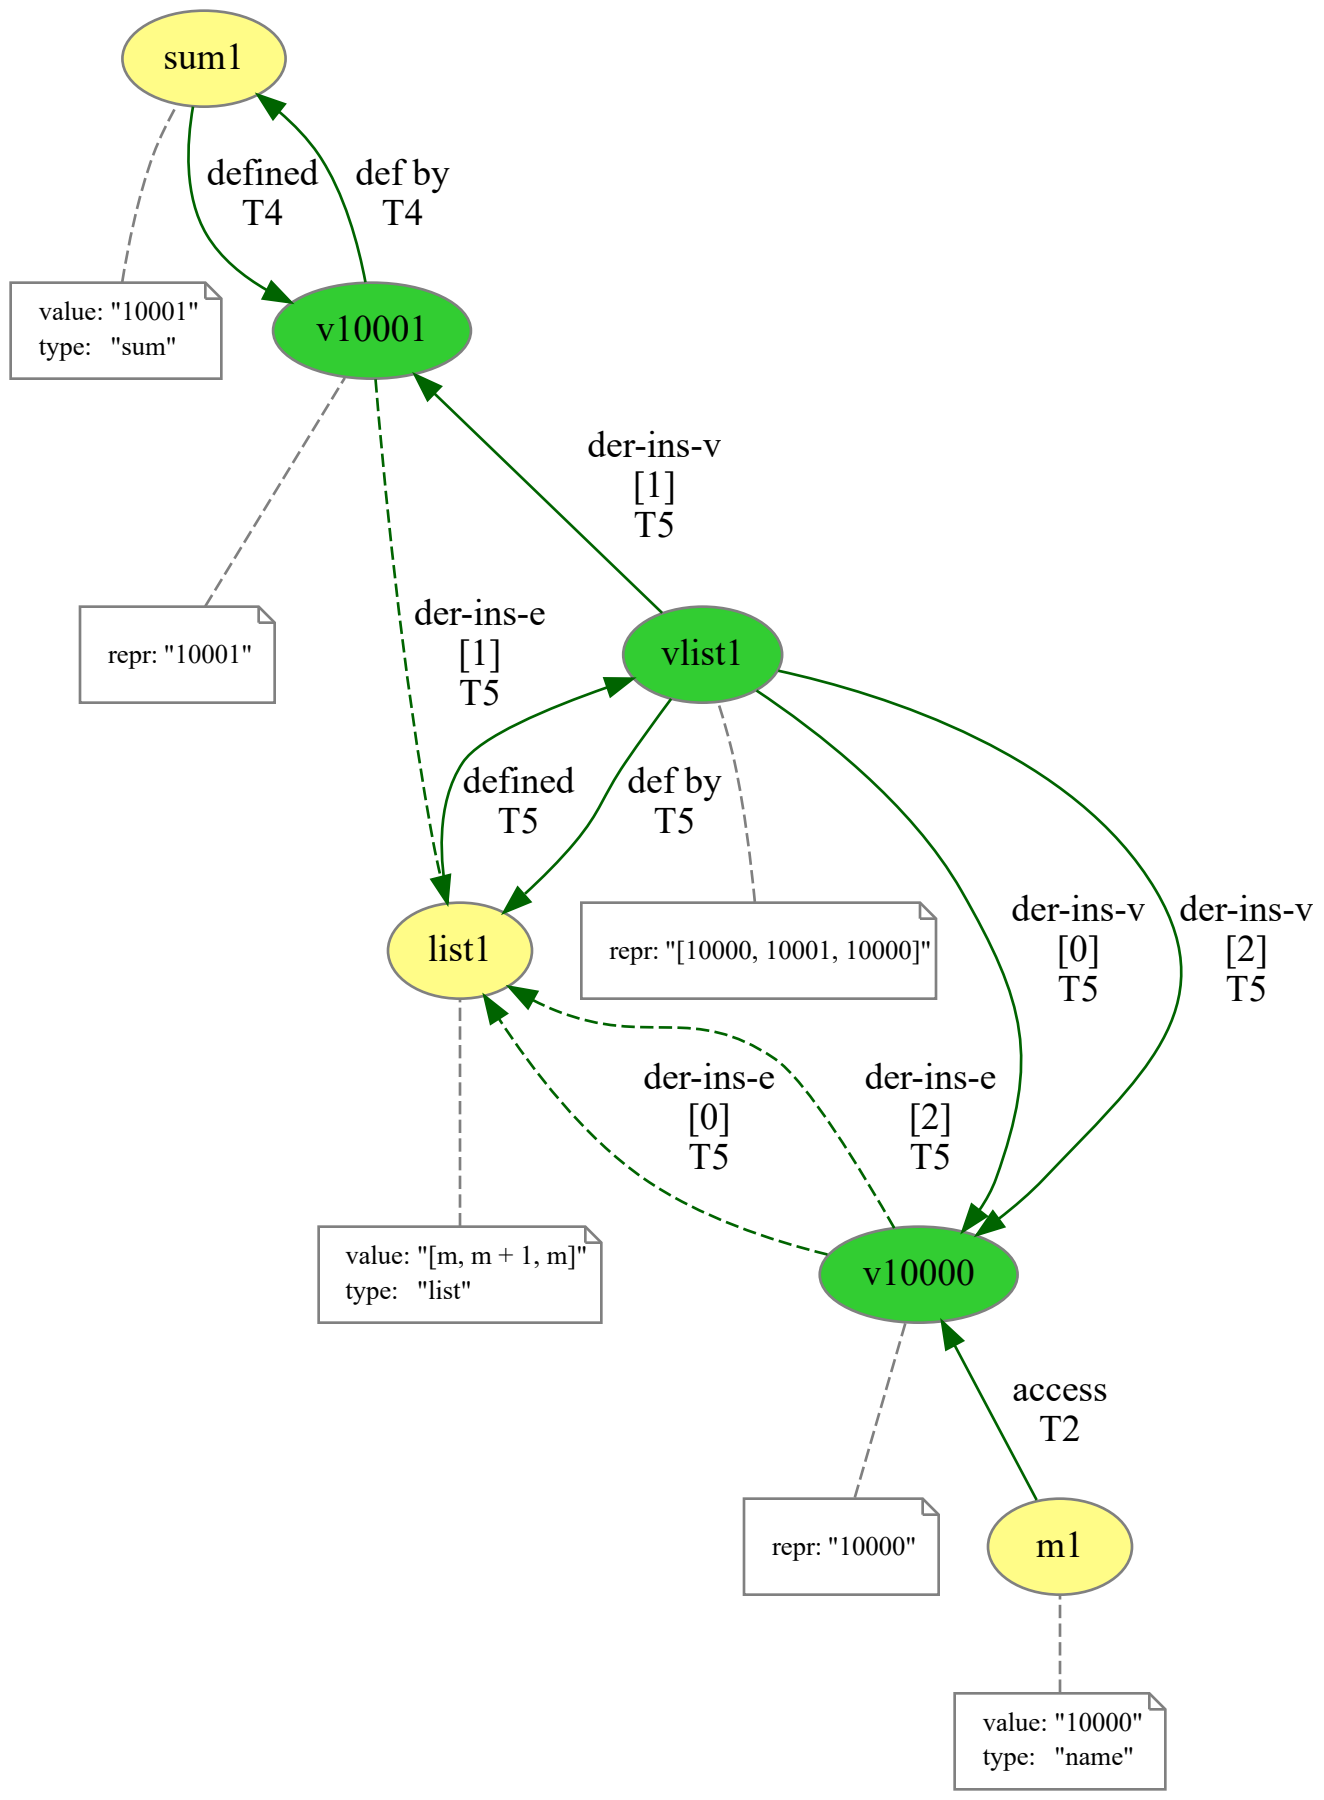 sum1
defined
T4
def by
T4
value: "10001"
type: "sum"
v10001
der-ins-v
[1]
T5
repr: "10001"
der-ins-e
[1]
T5
vlist1
defined
T5
def by
T5
der-ins-v
[0]
T5
der-ins-v
[2]
T5
list1
repr: "[10000, 10001, 10000]"
der-ins-e
[0]
T5
der-ins-e
[2]
T5
value: "[m, m + 1, m]"
type: "list"
v10000
access
T2
repr: "10000"
m1
value: "10000"
type: "name"